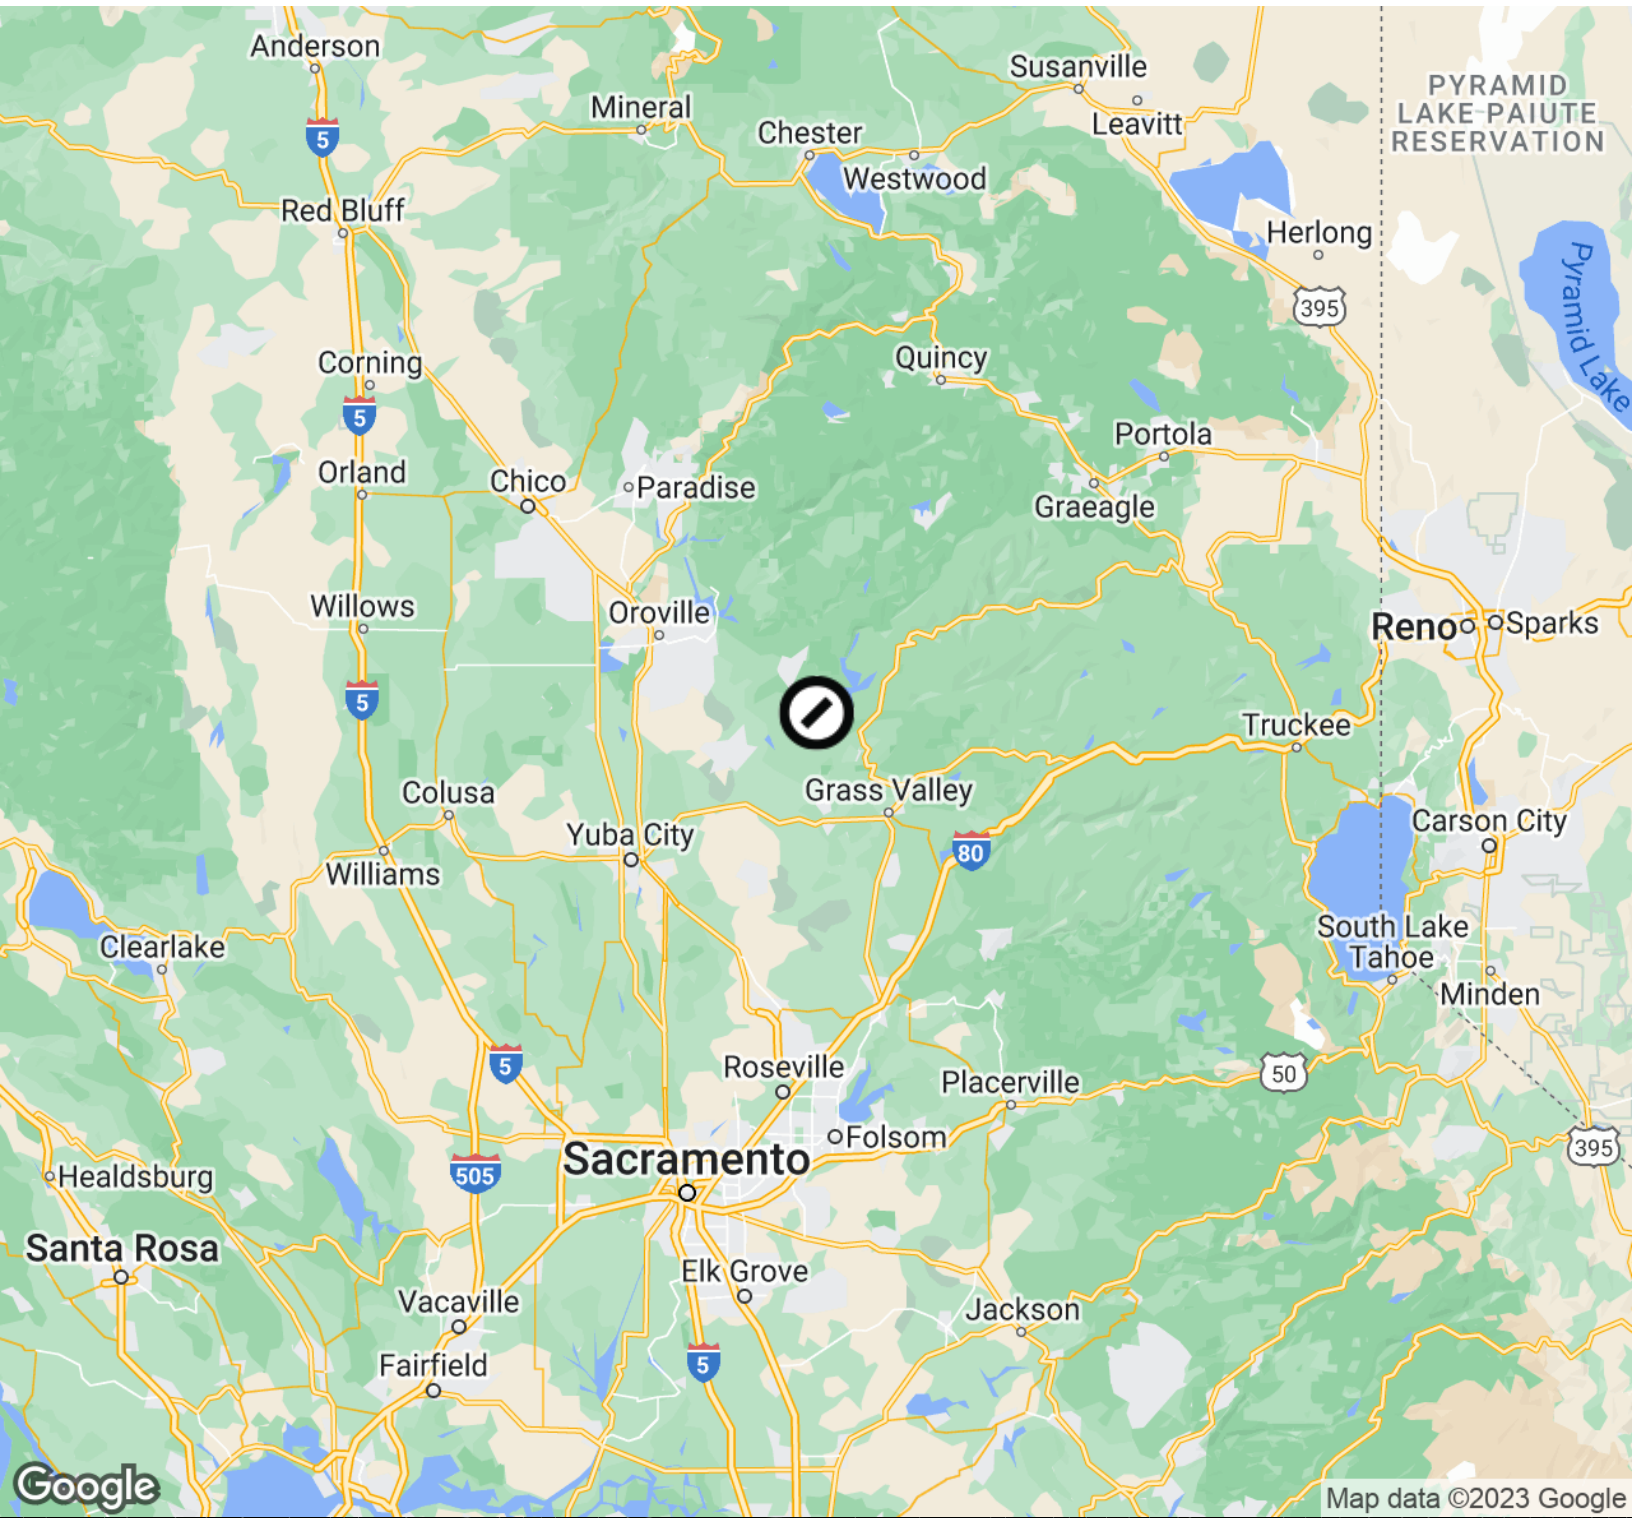 Anderson
Susanville
PYRAMID
LAKE PAIUTE
RESERVATION
Mineral
Leavitt
5
Chester
Westwood
Red Bluff
Herlong
Pyramid Lake
395
Corning
Quincy
5
Portola
Orland
Chico
Paradise
Graeagle
Willows
Oroville
Reno
Sparks
5
Truckee
Colusa
Grass Valley
Carson City
Yuba City
80
Williams
Clearlake
South Lake
Tahoe
Minden
5
Roseville
Placerville
50
Folsom
395
Sacramento
505
Healdsburg
Santa Rosa
Elk Grove
Vacaville
Jackson
Fairfield
5
Google
Map data ©2023 Google